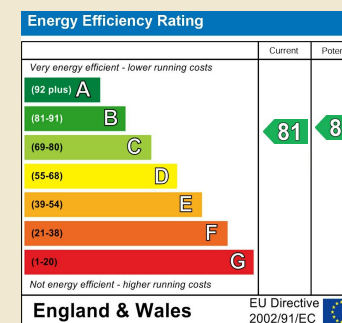 Energy Efficiency Rating
Current
Very energy efficient - lower running costs
(92 plus) A
(81-91) B
(69-80) C
(55-68) D
(39-54) E
(21-38) F
(1-20) G
81
Not energy efficient - higher running costs
England & Wales
EU Directive
2002/91/EC